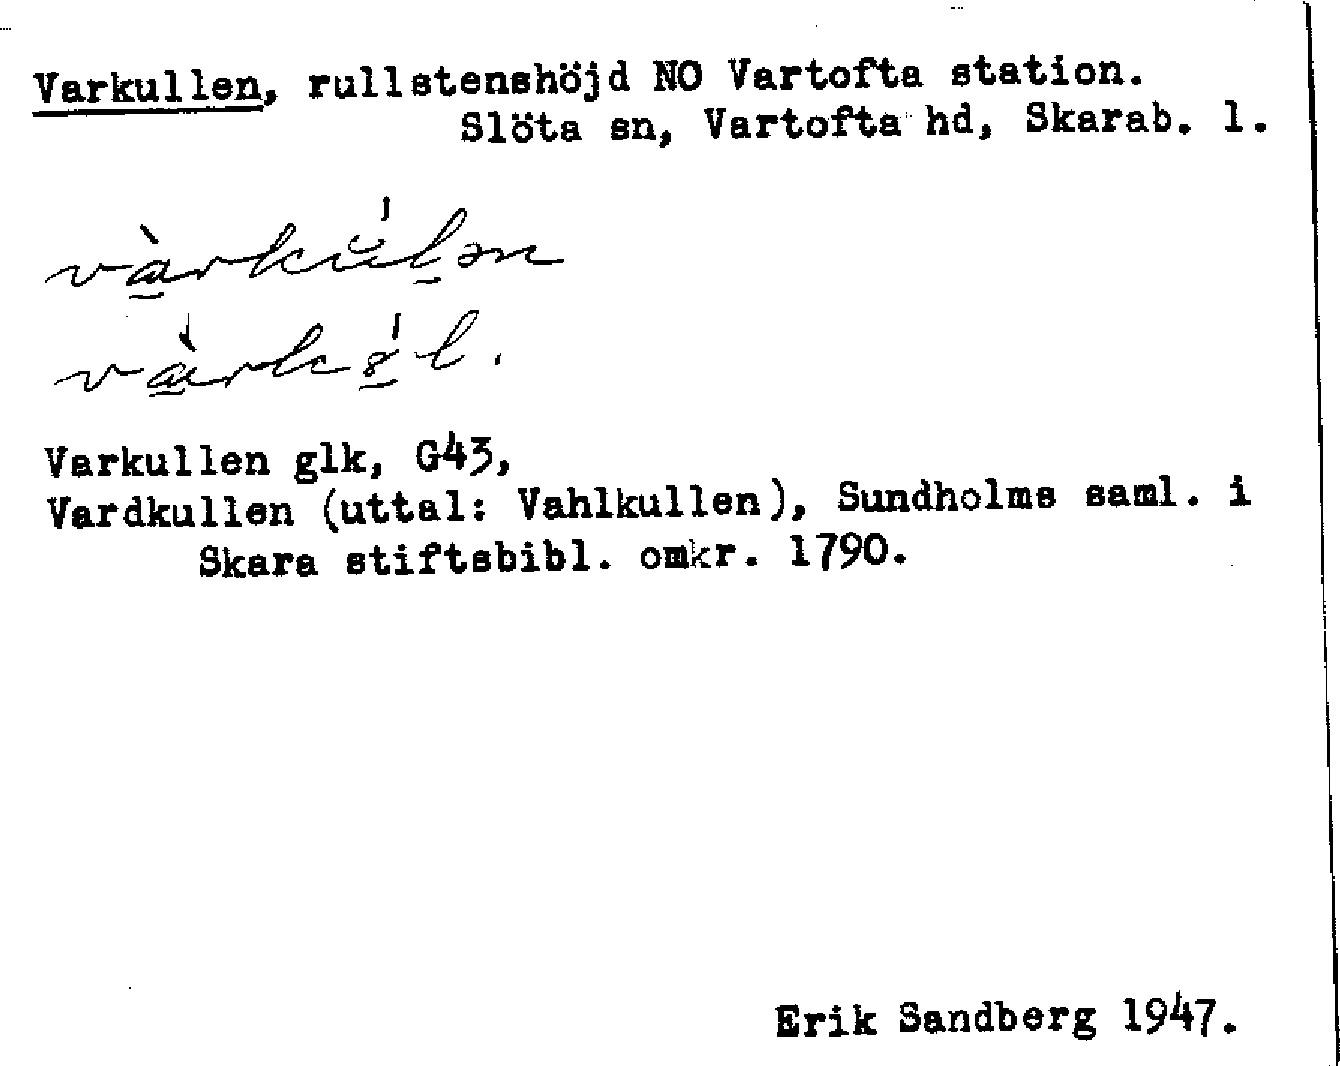 Varkullen, rullstenshöjd NO Vartofta station.
Slöta sn, Vartofta hd, Skarab. l.
Varkullen glk, G43,
Vardkullen (uttal: Vahlkullen), Sundholms saml. i
Skara stiftsbibl. omkr. 1790.
Erik Sandberg 1947.